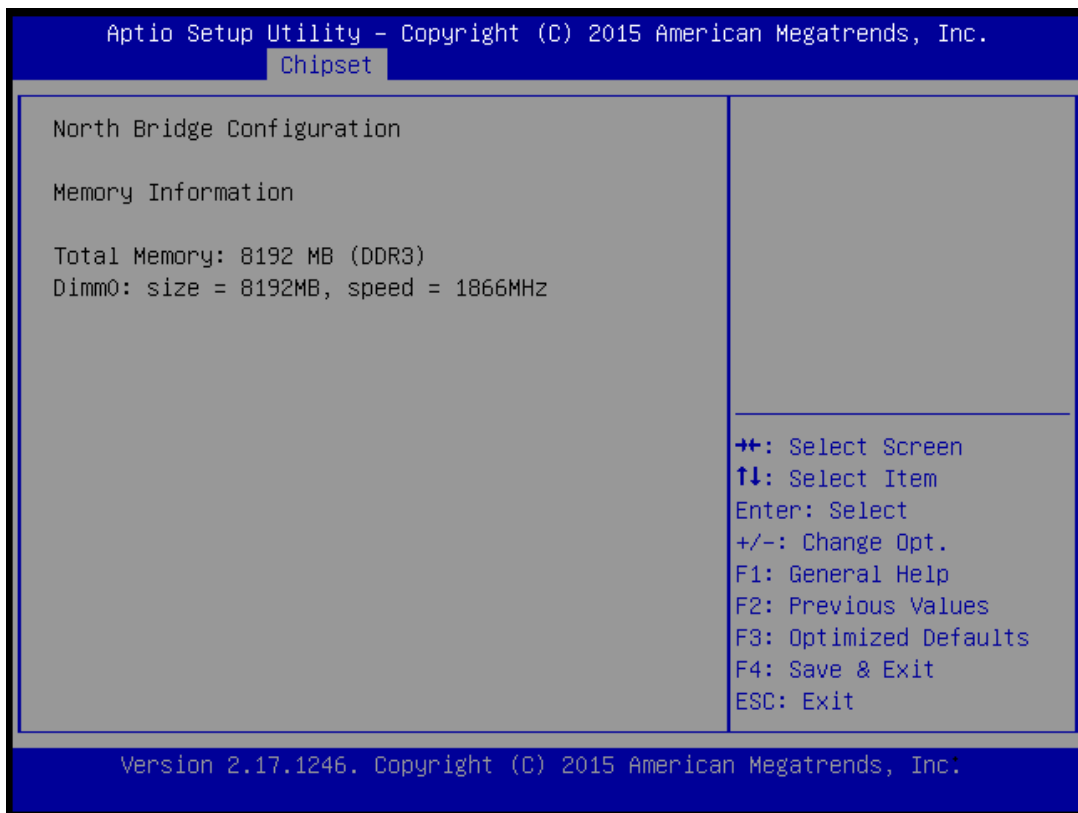 Aptio Setup Utility – Copyright (C) 2015 American Megatrends, Inc.
Chipset
North Bridge Configuration
Memory Information
Total Memory: 8192 MB (DDR3)
Dimm0: size = 8192MB, speed = 1866MHz
→←: Select Screen
↑↓: Select Item
Enter: Select
+/-: Change Opt.
F1: General Help
F2: Previous Values
F3: Optimized Defaults
F4: Save & Exit
ESC: Exit
Version 2.17.1246. Copyright (C) 2015 American Megatrends, Inc.